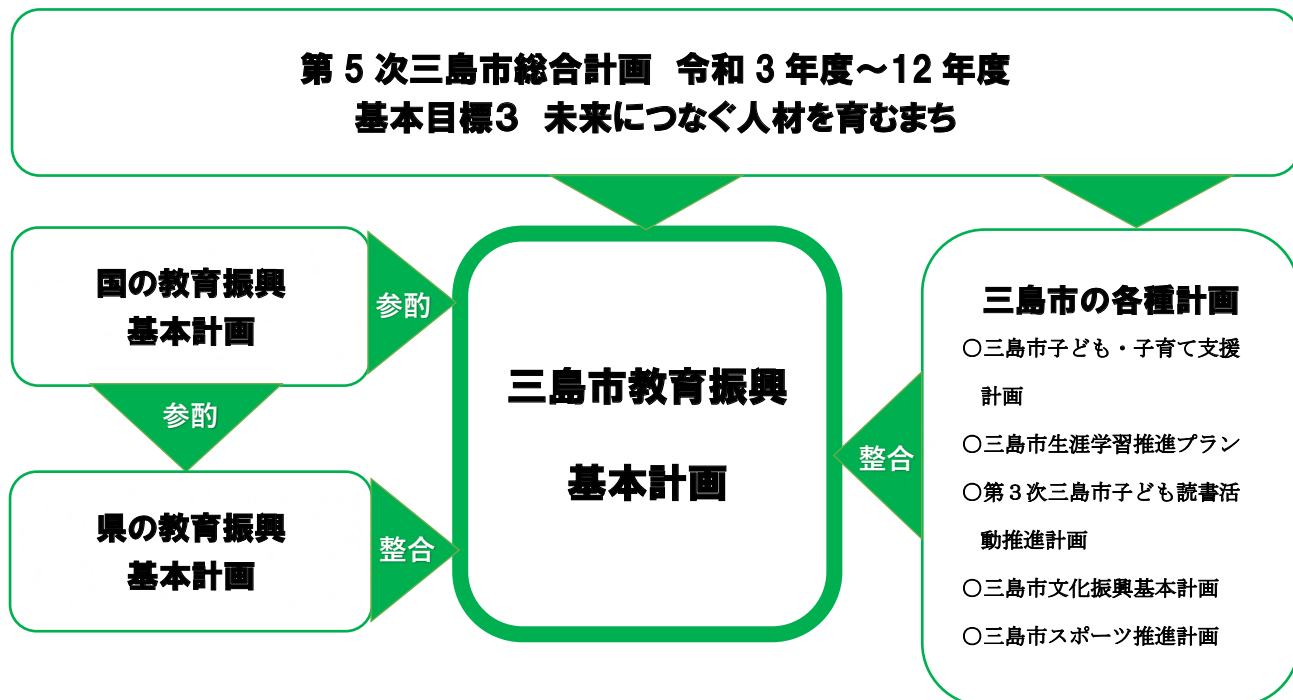 第 5 次三島市総合計画 令和 3 年度～12 年度
基本目標３ 未来につなぐ人材を育むまち
国の教育振興
基本計画
参酌
参酌
県の教育振興
基本計画
整合
三島市教育振興
基本計画
整合
三島市の各種計画
○三島市子ども・子育て支援
計画
○三島市生涯学習推進プラン
○第３次三島市子ども読書活
動推進計画
○三島市文化振興基本計画
○三島市スポーツ推進計画